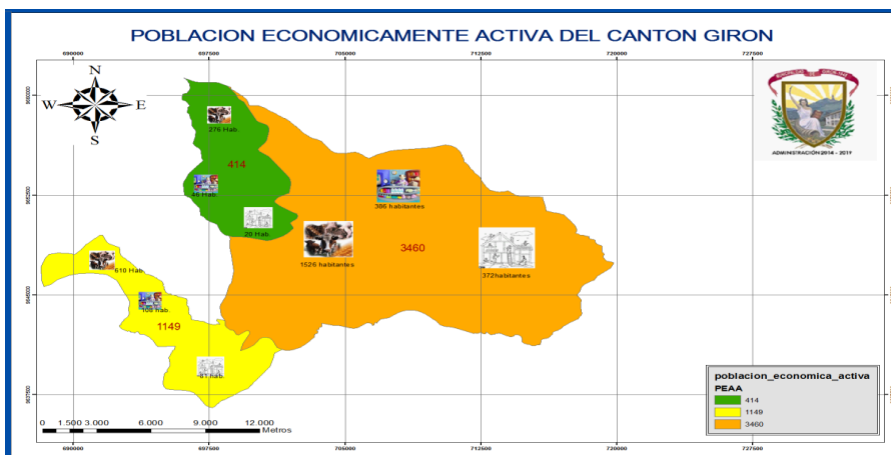 POBLACION ECONOMICAMENTE ACTIVA DEL CANTON GIRON
690000 697500 705000 712500 720000 727500
N
W E
S
ADMINISTRACIÓN 2014 - 2019
276 Hab.
414
46 Hab.
20 Hab.
386 habitantes
3460
1526 habitantes
372habitantes
610 Hab.
108 hab.
1149
61 hab.
poblacion_economica_activa
PEAA
414
1149
3460
0 1.500 3.000 6.000 9.000 12.000
Metros
690000 697500 705000 712500 720000 727500